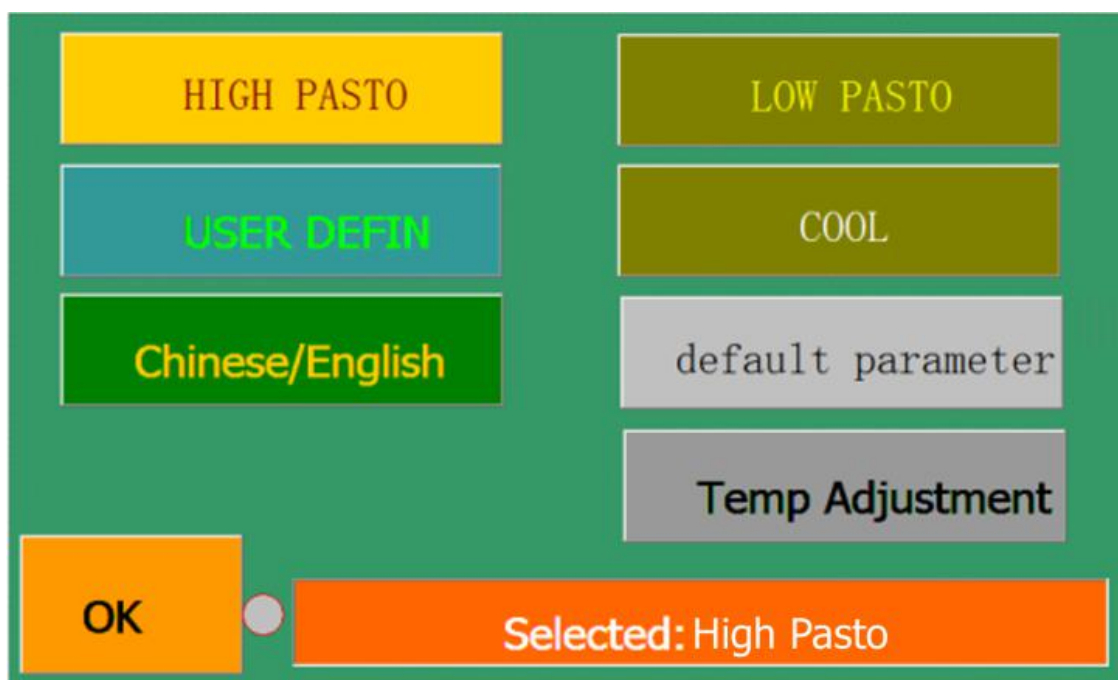 HIGH PASTO
LOW PASTO
USER DEFIN
COOL
Chinese/English
default parameter
Temp Adjustment
OK
Selected: High Pasto